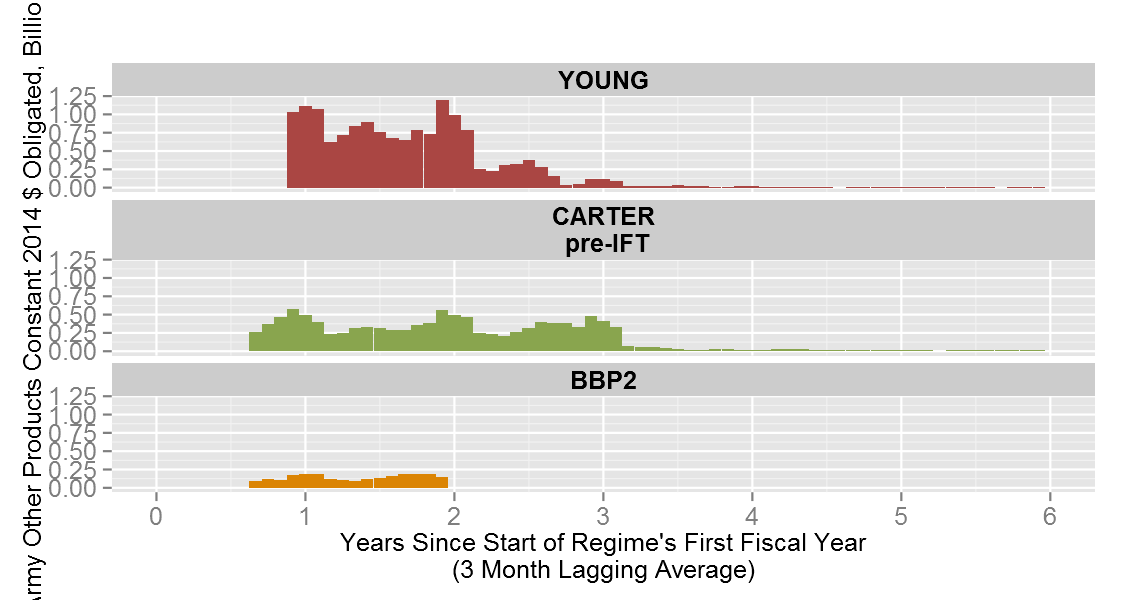 Army Other Products Constant 2014 $ Obligated, Billio
YOUNG
1.25
1.00
0.75
0.50
0.25
0.00
CARTER
pre-IFT
1.25
1.00
0.75
0.50
0.25
0.00
BBP2
1.25
1.00
0.75
0.50
0.25
0.00
0 1 2 3 4 5 6
Years Since Start of Regime's First Fiscal Year
(3 Month Lagging Average)